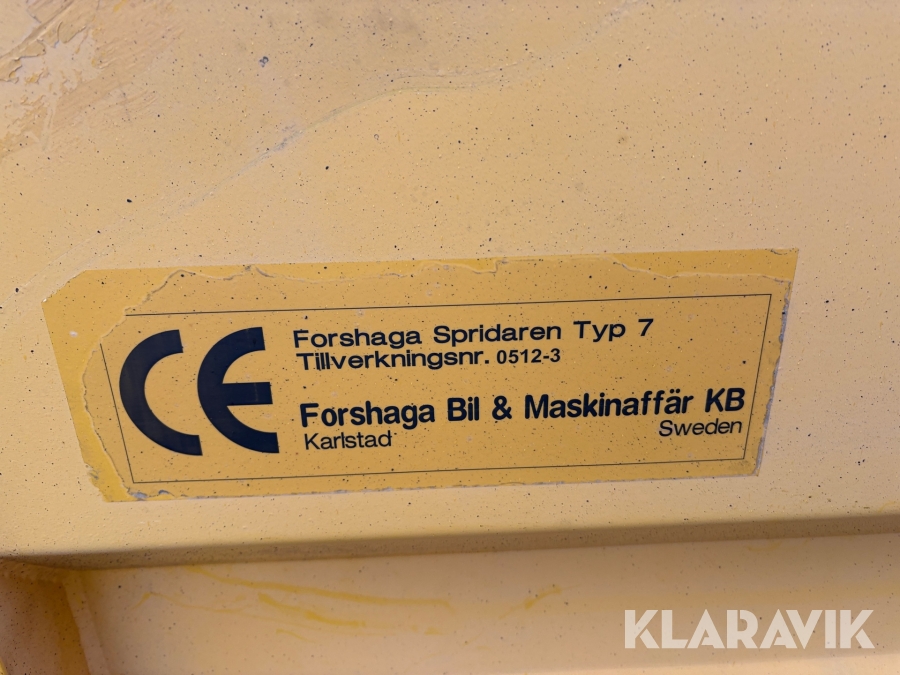 CE
Forshaga Spridaren Typ 7
Tillverkningsnr. 0512-3
Forshaga Bil & Maskinaffär KB
Karlstad Sweden
KLARAVIK